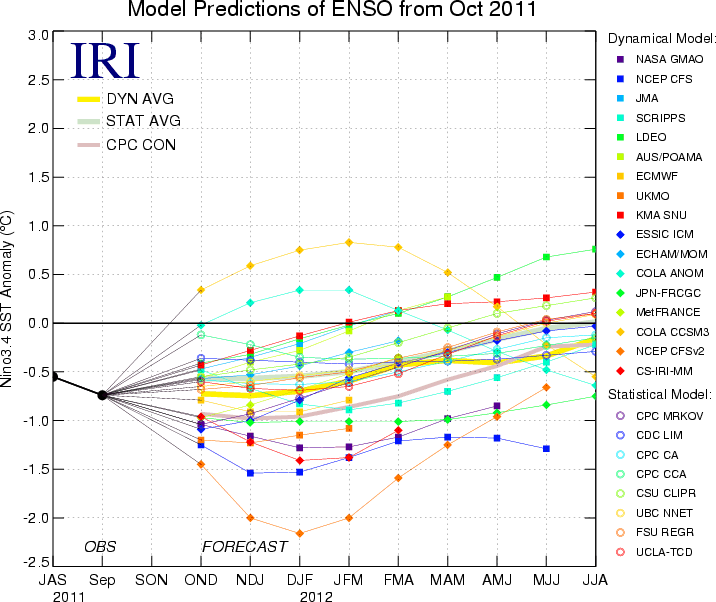 Model Predictions of ENSO from Oct 2011
IRI
DYN AVG
STAT AVG
CPC CON
3.0
2.5
2.0
1.5
1.0
0.5
0.0
-0.5
-1.0
-1.5
-2.0
-2.5
Nino3.4 SST Anomaly (°C)
OBS
FORECAST
JAS Sep SON OND NDJ DJF JFM FMA MAM AMJ MJJ JJA
2011 2012
Dynamical Model:
NASA GMAO
NCEP CFS
JMA
SCRIPPS
LDEO
AUS/POAMA
ECMWF
UKMO
KMA SNU
ESSIC ICM
ECHAM/MOM
COLA ANOM
JPN-FRCGC
MetFRANCE
COLA CCSM3
NCEP CFSv2
CS-IRI-MM
Statistical Model:
CPC MRKOV
CDC LIM
CPC CA
CPC CCA
CSU CLIPR
UBC NNET
FSU REGR
UCLA-TCD